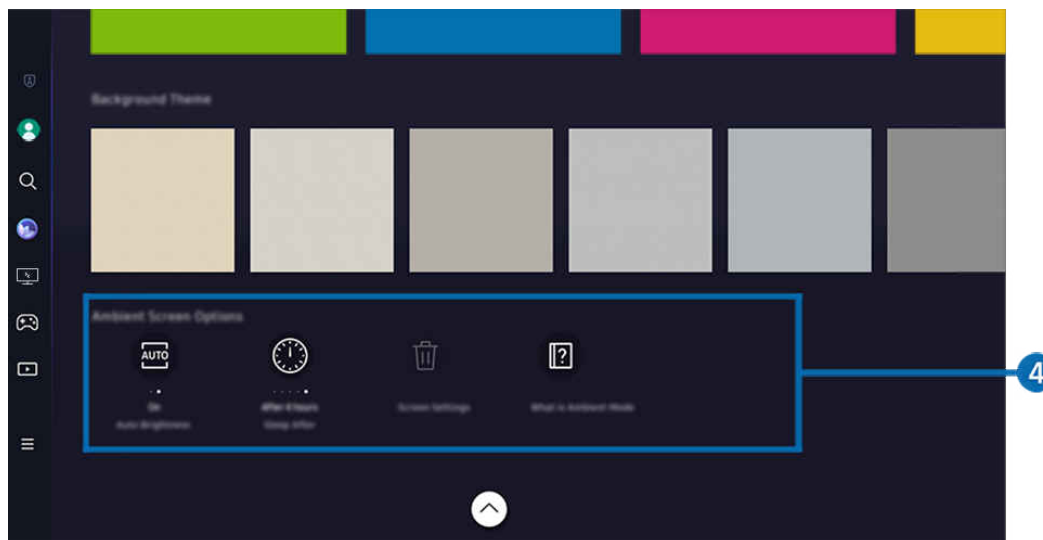 Background Theme
Ambient Screen Options
AUTO
?
4
On
After 8 hours
Screen Settings
What is Ambient Mode
Auto Brightness
Sleep After